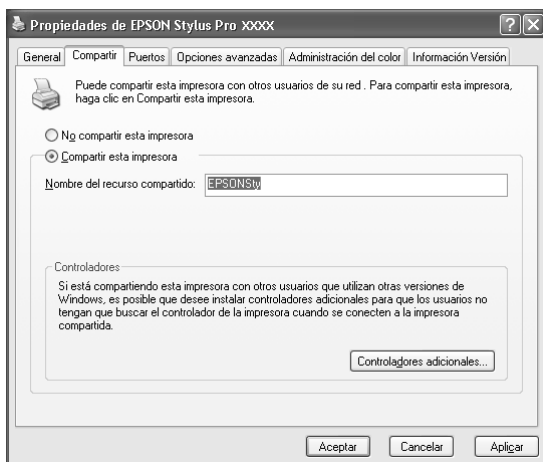 Propiedades de EPSON Stylus Pro XXXX
General Compartir Puertos Opciones avanzadas Administración del color Información Versión
Puede compartir esta impresora con otros usuarios de su red . Para compartir esta impresora,
haga clic en Compartir esta impresora.
No compartir esta impresora
Compartir esta impresora
Nombre del recurso compartido: EPSONSty
Controladores
Si está compartiendo esta impresora con otros usuarios que utilizan otras versiones de
Windows, es posible que desee instalar controladores adicionales para que los usuarios no
tengan que buscar el controlador de la impresora cuando se conecten a la impresora
compartida.
Controladores adicionales...
Aceptar Cancelar Aplicar